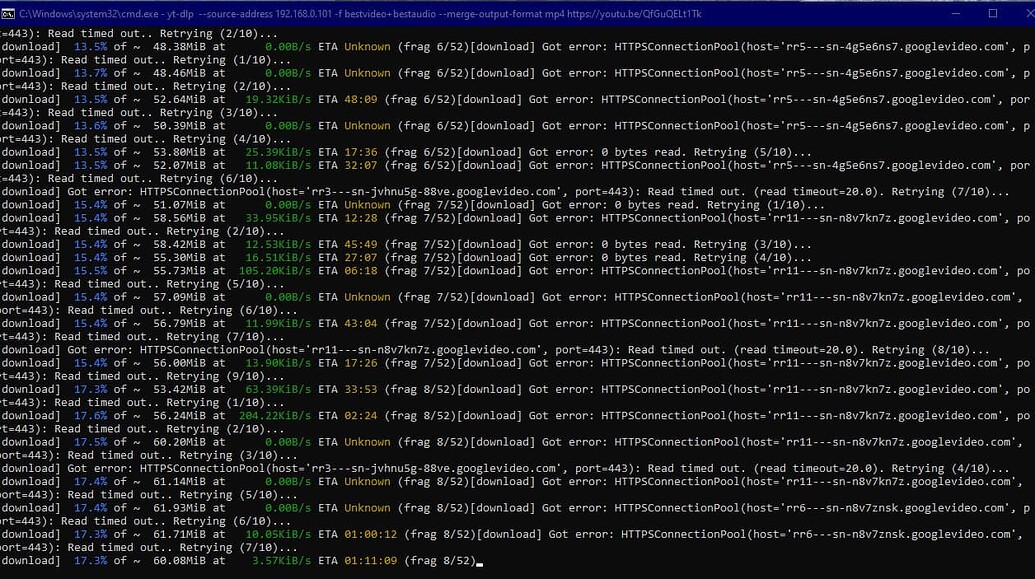 C:\Windows\system32\cmd.exe - yt-dlp --source-address 192.168.0.101 -f bestvideo+bestaudio --merge-output-format mp4 https://youtu.be/QfGuQELt1Tk
t=443): Read timed out.. Retrying (2/10)...
download]  13.5% of ~  48.38MiB at    0.00B/s ETA Unknown (frag 6/52)[download] Got error: HTTPSConnectionPool(host='rr5---sn-4g5e6ns7.googlevideo.com', p
ort=443): Read timed out.. Retrying (1/10)...
download]  13.7% of ~  48.46MiB at    0.00B/s ETA Unknown (frag 6/52)[download] Got error: HTTPSConnectionPool(host='rr5---sn-4g5e6ns7.googlevideo.com', p
ort=443): Read timed out.. Retrying (2/10)...
download]  13.5% of ~  52.64MiB at   19.32KiB/s ETA 48:09 (frag 6/52)[download] Got error: HTTPSConnectionPool(host='rr5---sn-4g5e6ns7.googlevideo.com', por
t=443): Read timed out.. Retrying (3/10)...
download]  13.6% of ~  50.39MiB at    0.00B/s ETA Unknown (frag 6/52)[download] Got error: HTTPSConnectionPool(host='rr5---sn-4g5e6ns7.googlevideo.com', p
ort=443): Read timed out.. Retrying (4/10)...
download]  13.5% of ~  53.80MiB at   25.39KiB/s ETA 17:36 (frag 6/52)[download] Got error: 0 bytes read. Retrying (5/10)...
download]  13.5% of ~  52.07MiB at   11.08KiB/s ETA 32:07 (frag 6/52)[download] Got error: HTTPSConnectionPool(host='rr5---sn-4g5e6ns7.googlevideo.com', por
t=443): Read timed out.. Retrying (6/10)...
download] Got error: HTTPSConnectionPool(host='rr3---sn-jvhnu5g-88ve.googlevideo.com', port=443): Read timed out. (read timeout=20.0). Retrying (7/10)...
download]  15.4% of ~  51.07MiB at    0.00B/s ETA Unknown (frag 7/52)[download] Got error: 0 bytes read. Retrying (1/10)...
download]  15.4% of ~  58.56MiB at   33.95KiB/s ETA 12:28 (frag 7/52)[download] Got error: HTTPSConnectionPool(host='rr11---sn-n8v7kn7z.googlevideo.com', po
rt=443): Read timed out.. Retrying (2/10)...
download]  15.4% of ~  58.42MiB at   12.53KiB/s ETA 45:49 (frag 7/52)[download] Got error: 0 bytes read. Retrying (3/10)...
download]  15.4% of ~  55.30MiB at   16.51KiB/s ETA 27:07 (frag 7/52)[download] Got error: 0 bytes read. Retrying (4/10)...
download]  15.5% of ~  55.73MiB at  105.20KiB/s ETA 06:18 (frag 7/52)[download] Got error: HTTPSConnectionPool(host='rr11---sn-n8v7kn7z.googlevideo.com', po
rt=443): Read timed out.. Retrying (5/10)...
download]  15.4% of ~  57.09MiB at    0.00B/s ETA Unknown (frag 7/52)[download] Got error: HTTPSConnectionPool(host='rr11---sn-n8v7kn7z.googlevideo.com',
port=443): Read timed out.. Retrying (6/10)...
download]  15.4% of ~  56.79MiB at   11.99KiB/s ETA 43:04 (frag 7/52)[download] Got error: HTTPSConnectionPool(host='rr11---sn-n8v7kn7z.googlevideo.com', po
rt=443): Read timed out.. Retrying (7/10)...
download] Got error: HTTPSConnectionPool(host='rr11---sn-n8v7kn7z.googlevideo.com', port=443): Read timed out. (read timeout=20.0). Retrying (8/10)...
download]  15.4% of ~  56.00MiB at   13.90KiB/s ETA 17:26 (frag 7/52)[download] Got error: HTTPSConnectionPool(host='rr11---sn-n8v7kn7z.googlevideo.com', po
rt=443): Read timed out.. Retrying (9/10)...
download]  17.3% of ~  53.42MiB at   63.39KiB/s ETA 33:53 (frag 8/52)[download] Got error: HTTPSConnectionPool(host='rr11---sn-n8v7kn7z.googlevideo.com', po
rt=443): Read timed out.. Retrying (1/10)...
download]  17.6% of ~  56.24MiB at  204.22KiB/s ETA 02:24 (frag 8/52)[download] Got error: HTTPSConnectionPool(host='rr11---sn-n8v7kn7z.googlevideo.com', po
rt=443): Read timed out.. Retrying (2/10)...
download]  17.5% of ~  60.20MiB at    0.00B/s ETA Unknown (frag 8/52)[download] Got error: HTTPSConnectionPool(host='rr11---sn-n8v7kn7z.googlevideo.com',
port=443): Read timed out.. Retrying (3/10)...
download] Got error: HTTPSConnectionPool(host='rr3---sn-jvhnu5g-88ve.googlevideo.com', port=443): Read timed out. (read timeout=20.0). Retrying (4/10)...
download]  17.4% of ~  61.14MiB at    0.00B/s ETA Unknown (frag 8/52)[download] Got error: HTTPSConnectionPool(host='rr11---sn-n8v7kn7z.googlevideo.com',
port=443): Read timed out.. Retrying (5/10)...
download]  17.4% of ~  61.93MiB at    0.00B/s ETA Unknown (frag 8/52)[download] Got error: HTTPSConnectionPool(host='rr6---sn-n8v7znsk.googlevideo.com', p
ort=443): Read timed out.. Retrying (6/10)...
download]  17.3% of ~  61.71MiB at   10.05KiB/s ETA 01:00:12 (frag 8/52)[download] Got error: HTTPSConnectionPool(host='rr6---sn-n8v7znsk.googlevideo.com',
port=443): Read timed out.. Retrying (7/10)...
download]  17.3% of ~  60.08MiB at    3.57KiB/s ETA 01:11:09 (frag 8/52)